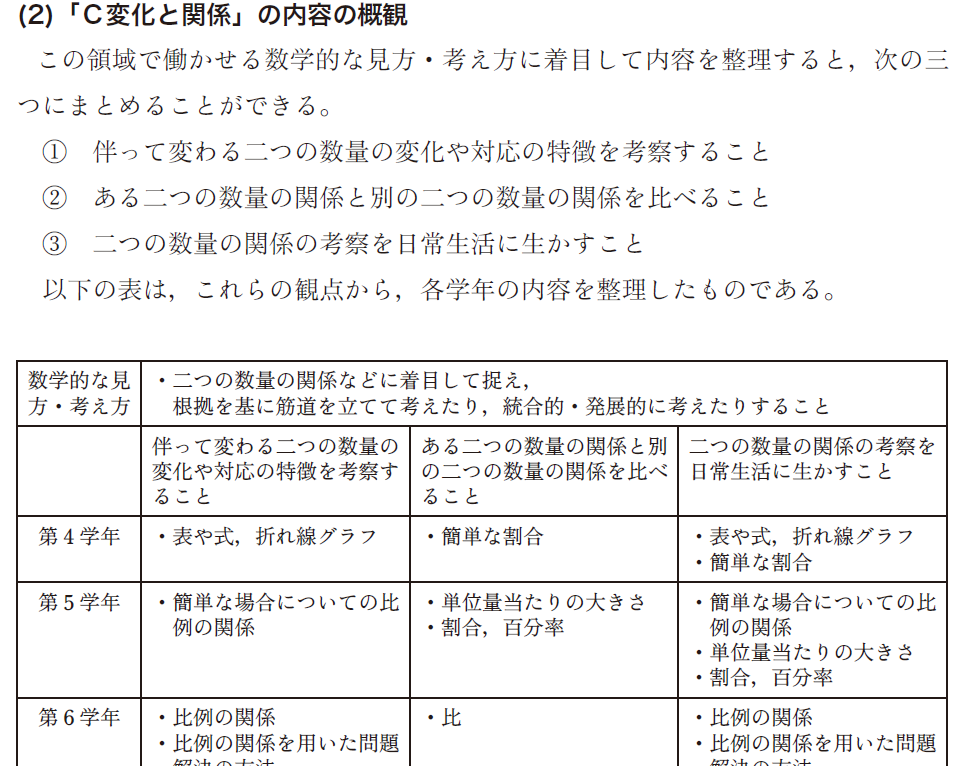 (2)「Ｃ変化と関係」の内容の概観
この領域で働かせる数学的な見方・考え方に着目して内容を整理すると，次の三
つにまとめることができる。
① 伴って変わる二つの数量の変化や対応の特徴を考察すること
② ある二つの数量の関係と別の二つの数量の関係を比べること
③ 二つの数量の関係の考察を日常生活に生かすこと
以下の表は，これらの観点から，各学年の内容を整理したものである。
数学的な見
方・考え方
・二つの数量の関係などに着目して捉え，
根拠を基に筋道を立てて考えたり，統合的・発展的に考えたりすること
伴って変わる二つの数量の
変化や対応の特徴を考察す
ること
ある二つの数量の関係と別
の二つの数量の関係を比べ
ること
二つの数量の関係の考察を
日常生活に生かすこと
第４学年
・表や式，折れ線グラフ
・簡単な割合
・表や式，折れ線グラフ
・簡単な割合
第５学年
・簡単な場合についての比
例の関係
・単位量当たりの大きさ
・割合，百分率
・簡単な場合についての比
例の関係
・単位量当たりの大きさ
・割合，百分率
第６学年
・比例の関係
・比例の関係を用いた問題
解決の方法
・比
・比例の関係
・比例の関係を用いた問題
解決の方法